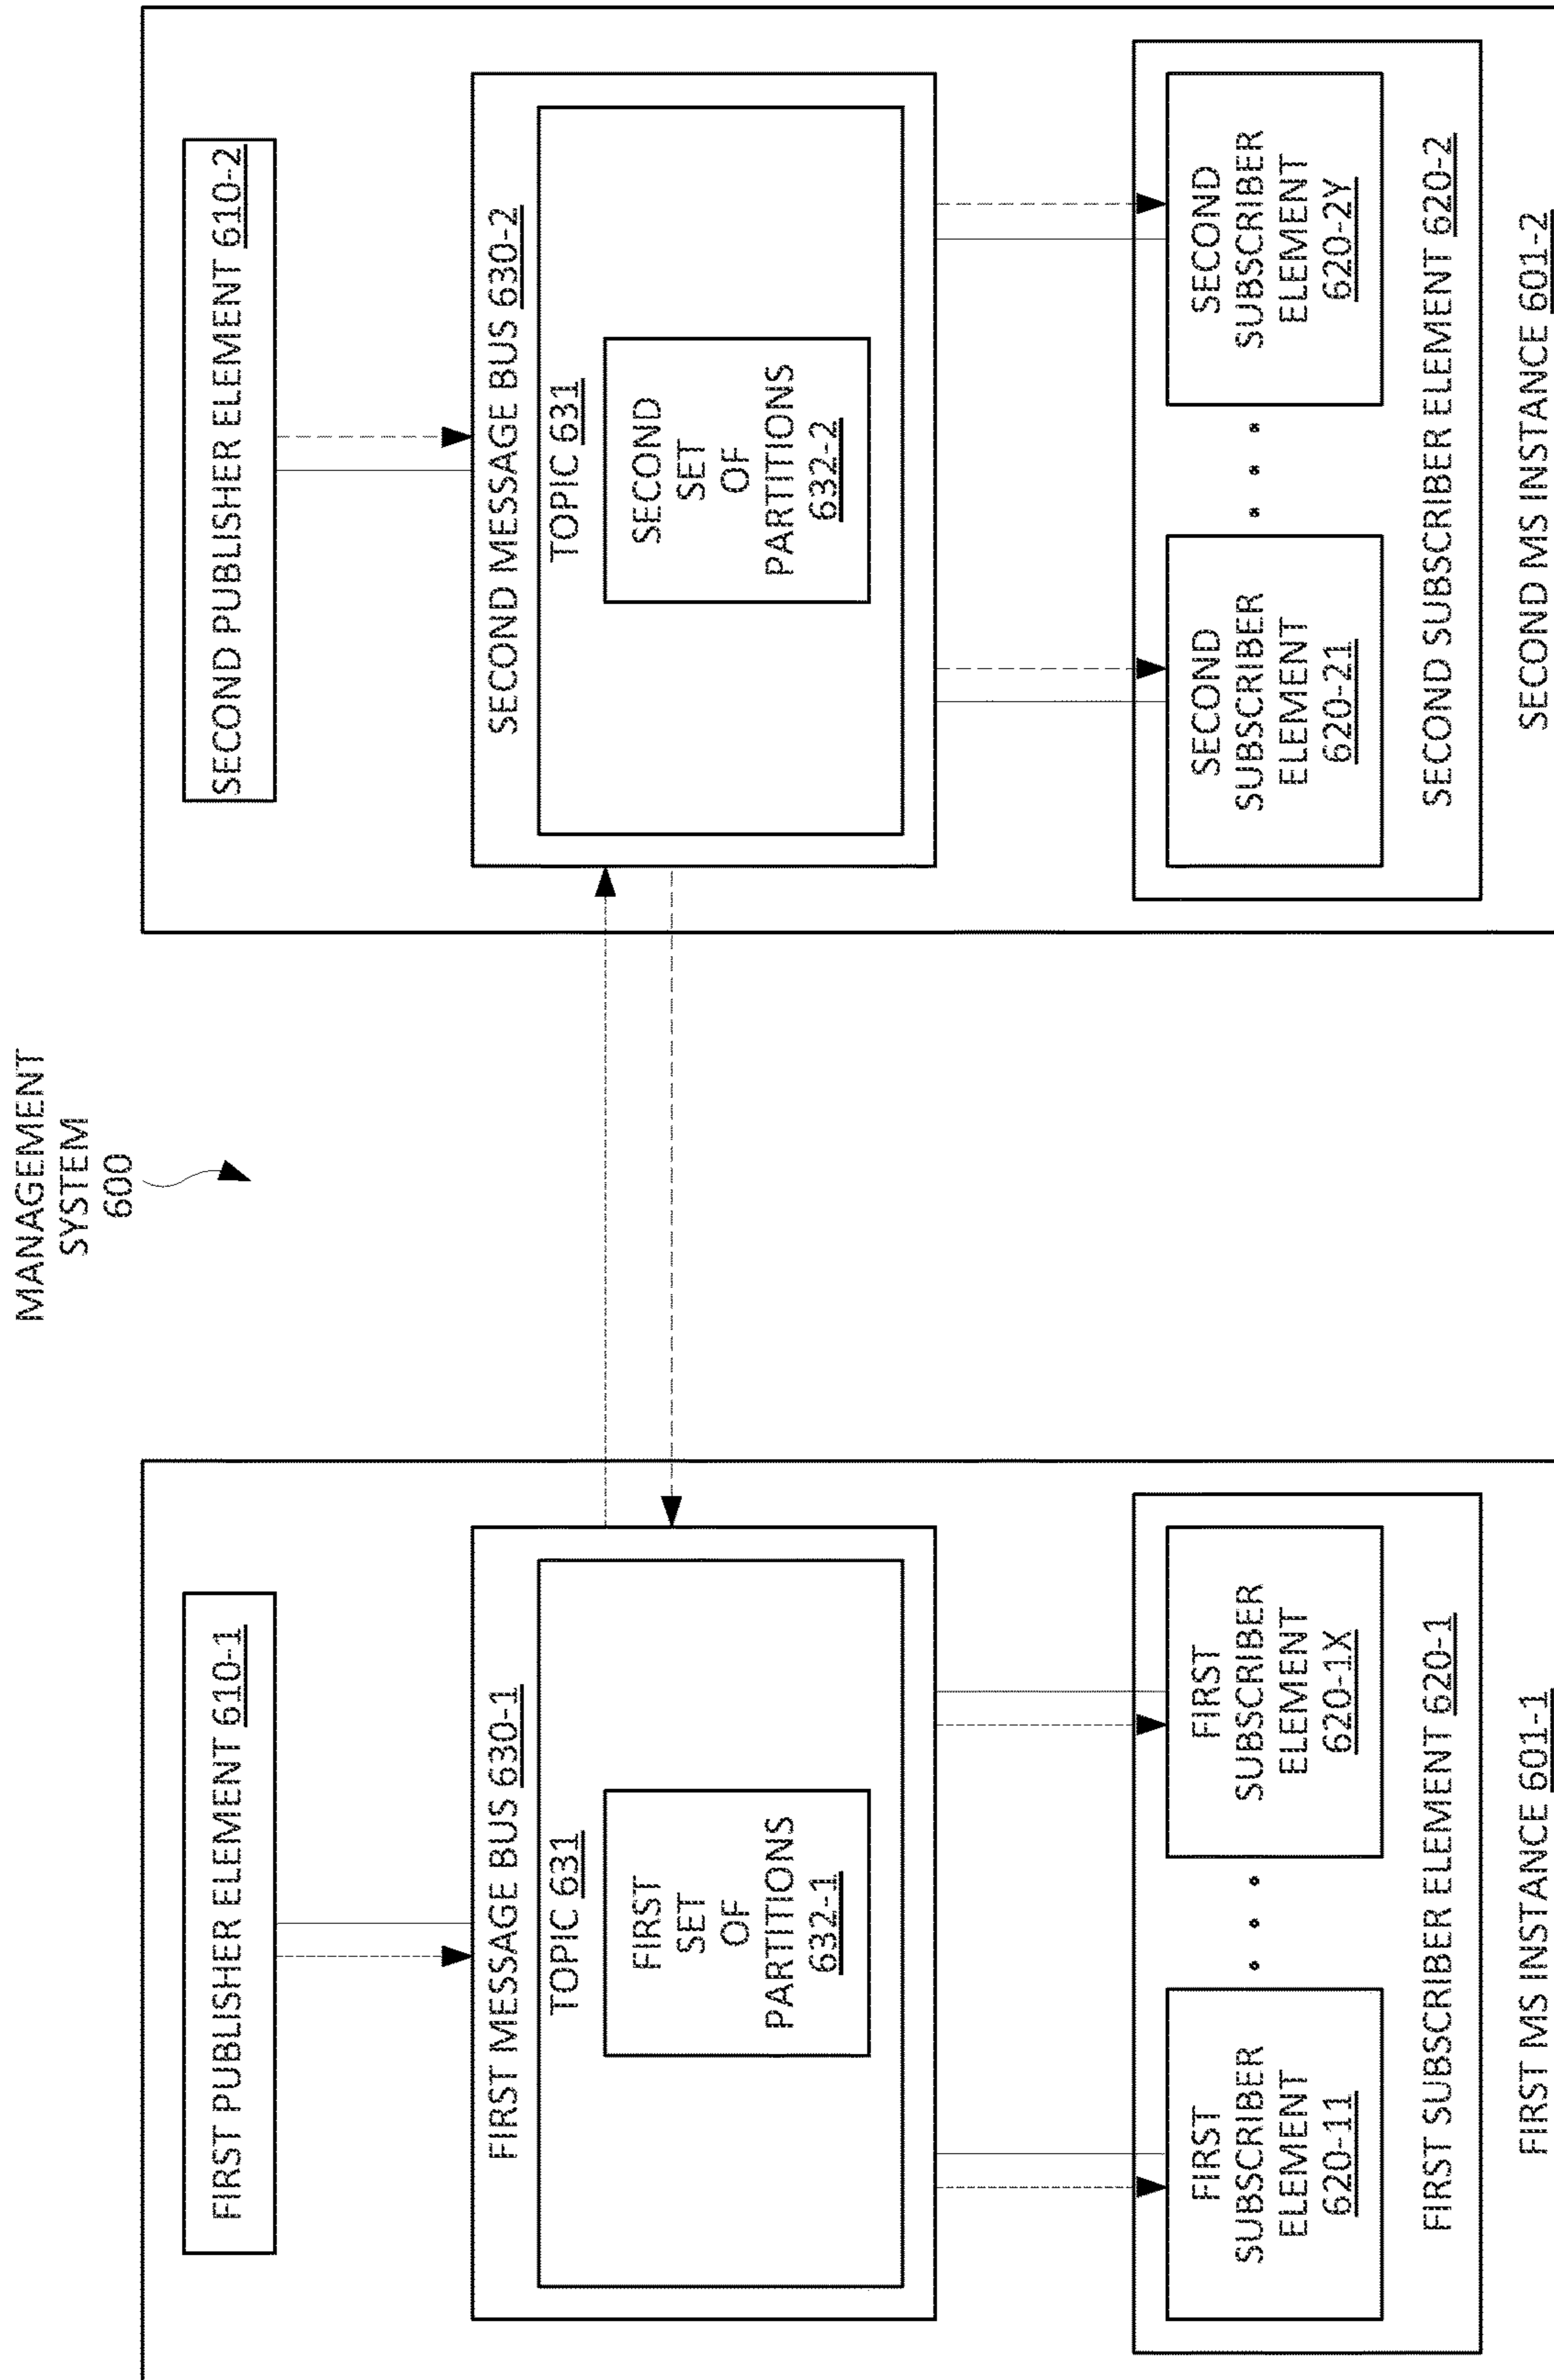 MANAGEMENT
SYSTEM
600
FIRST PUBLISHER ELEMENT 610-1
FIRST MESSAGE BUS 630-1
TOPIC 631
FIRST
SET
OF
PARTITIONS
632-1
FIRST
SUBSCRIBER
ELEMENT
620-11
FIRST
SUBSCRIBER
ELEMENT
620-1X
FIRST SUBSCRIBER ELEMENT 620-1
FIRST MS INSTANCE 601-1
SECOND PUBLISHER ELEMENT 610-2
SECOND MESSAGE BUS 630-2
TOPIC 631
SECOND
SET
OF
PARTITIONS
632-2
SECOND
SUBSCRIBER
ELEMENT
620-21
SECOND
SUBSCRIBER
ELEMENT
620-2Y
SECOND SUBSCRIBER ELEMENT 620-2
SECOND MS INSTANCE 601-2